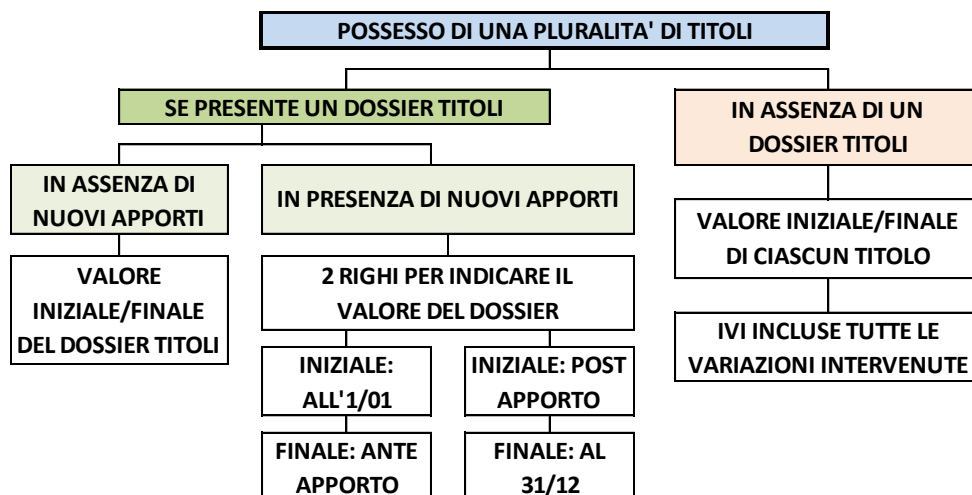 POSSESSO DI UNA PLURALITA' DI TITOLI
SE PRESENTE UN DOSSIER TITOLI
IN ASSENZA DI UN
DOSSIER TITOLI
IN ASSENZA DI
NUOVI APPORTI
IN PRESENZA DI NUOVI APPORTI
VALORE INIZIALE/FINALE
DI CIASCUN TITOLO
VALORE
INIZIALE/FINALE
DEL DOSSIER TITOLI
2 RIGHI PER INDICARE IL
VALORE DEL DOSSIER
IVI INCLUSE TUTTE LE
VARIAZIONI INTERVENUTE
INIZIALE:
ALL'1/01
INIZIALE: POST
APPORTO
FINALE: ANTE
APPORTO
FINALE: AL
31/12